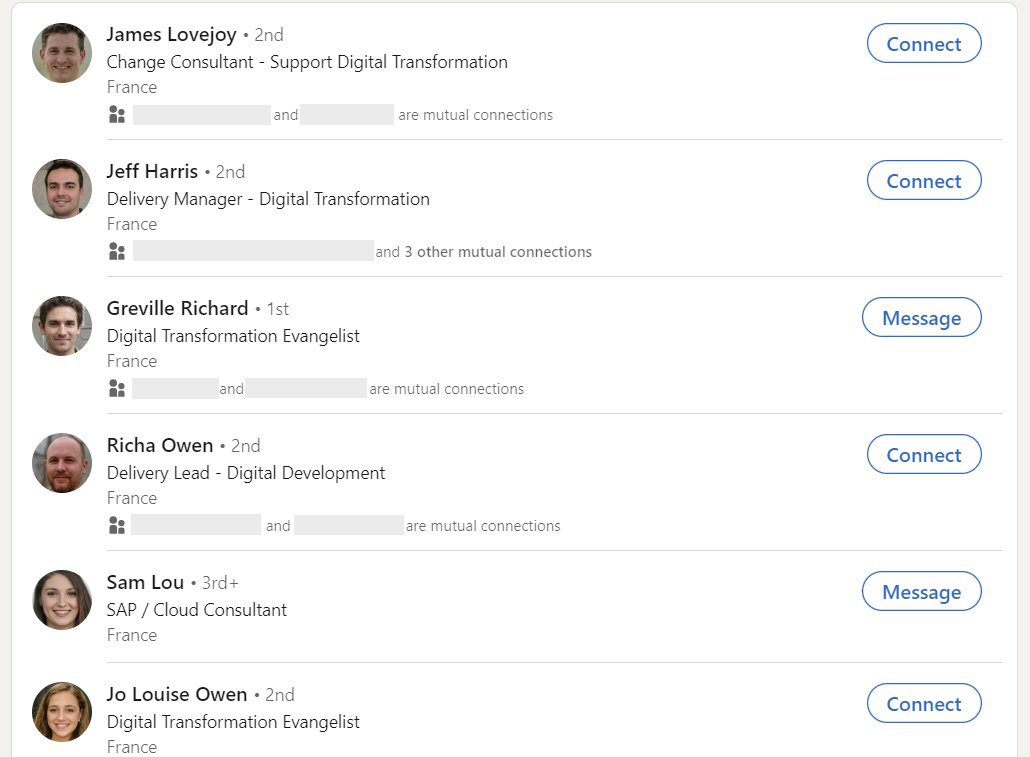 James Lovejoy • 2nd
Connect
Change Consultant - Support Digital Transformation
France
and are mutual connections
Jeff Harris • 2nd
Connect
Delivery Manager - Digital Transformation
France
and 3 other mutual connections
Greville Richard • 1st
Message
Digital Transformation Evangelist
France
and are mutual connections
Richa Owen • 2nd
Connect
Delivery Lead - Digital Development
France
and are mutual connections
Sam Lou • 3rd+
Message
SAP / Cloud Consultant
France
Jo Louise Owen • 2nd
Connect
Digital Transformation Evangelist
France